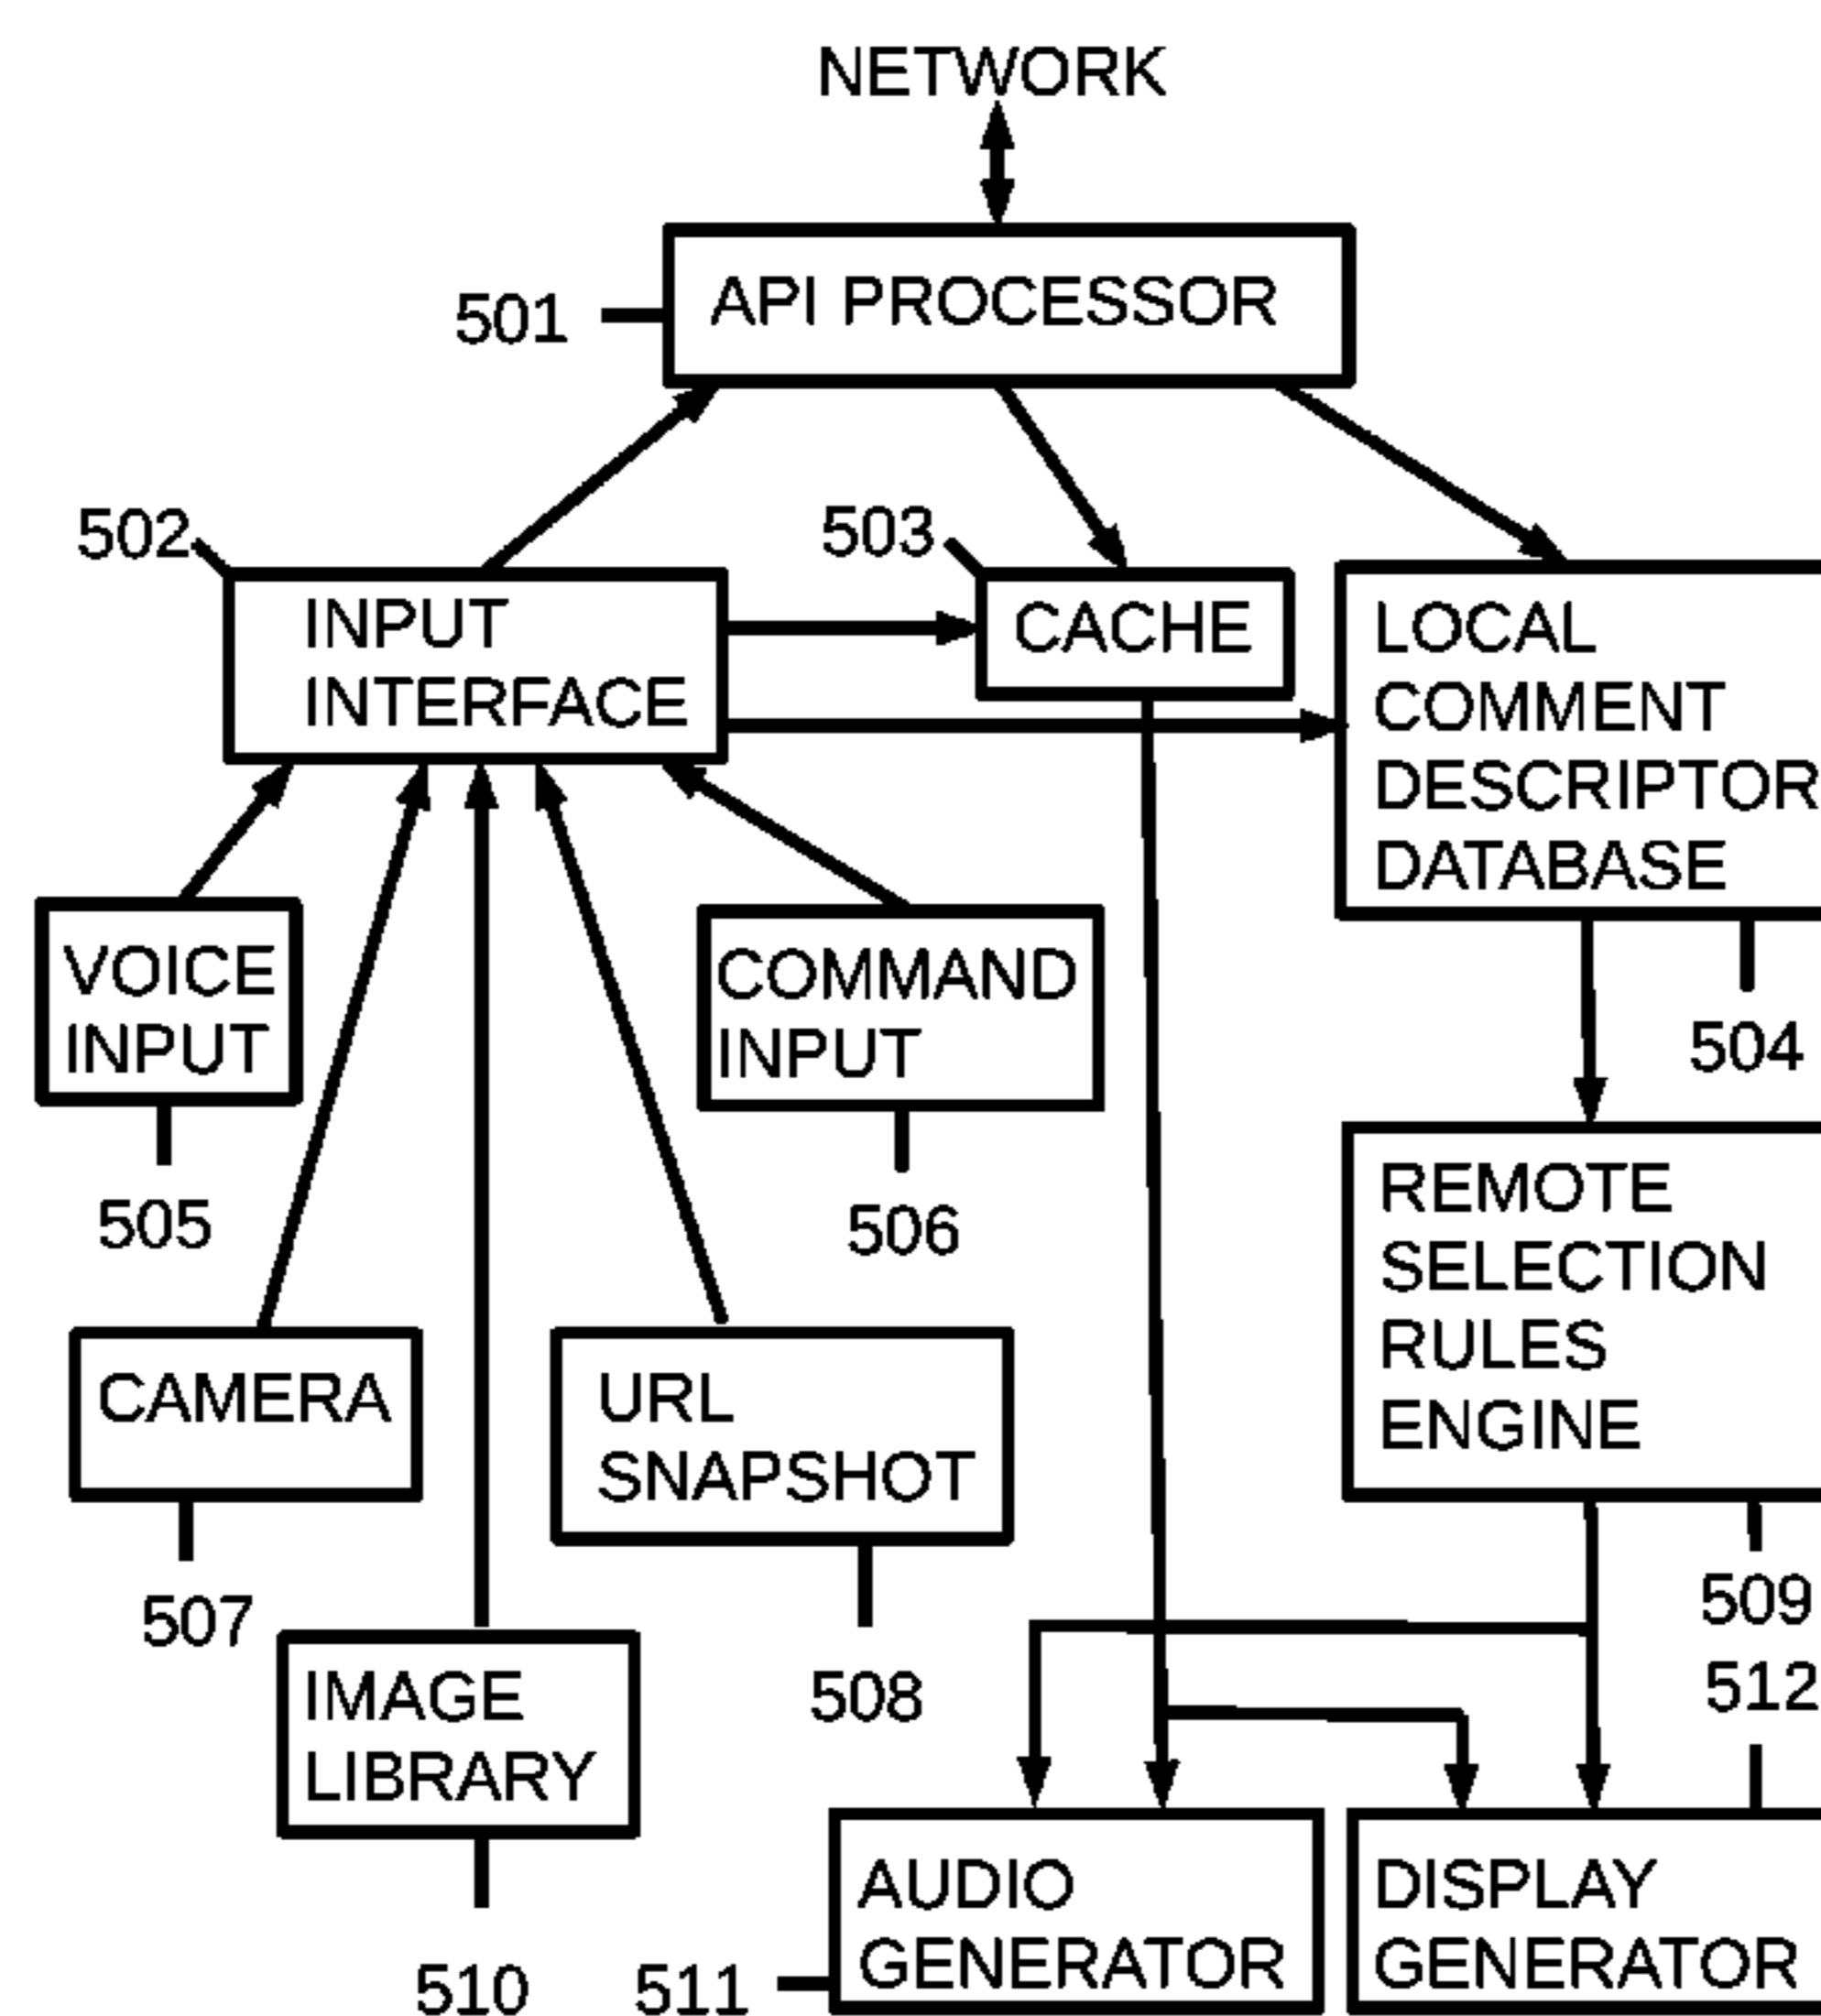 NETWORK
501
API PROCESSOR
502
INPUT
INTERFACE
503
CACHE
LOCAL
COMMENT
DESCRIPTOR
DATABASE
504
VOICE
INPUT
505
COMMAND
INPUT
506
REMOTE
SELECTION
RULES
ENGINE
509
CAMERA
507
URL
SNAPSHOT
508
IMAGE
LIBRARY
510
512
511
AUDIO
GENERATOR
DISPLAY
GENERATOR